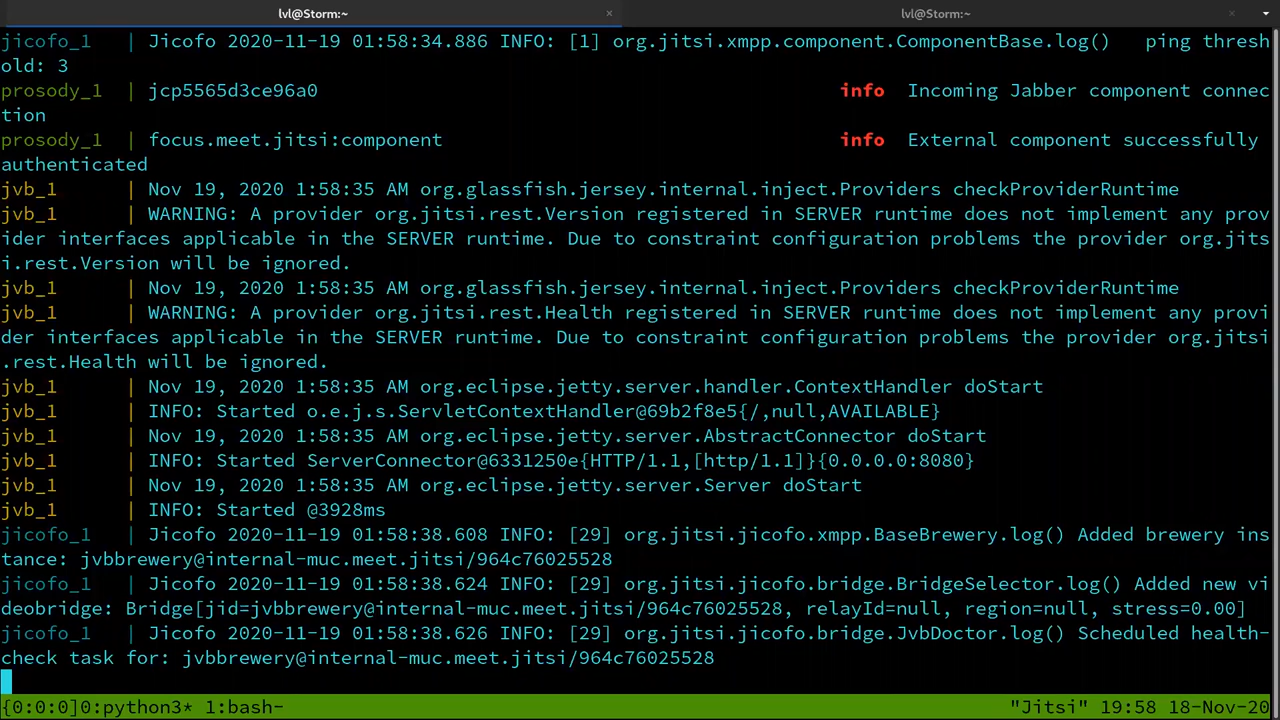 lvl@Storm:~ × lvl@Storm:~ ×
jicofo_1   | Jicofo 2020-11-19 01:58:34.886 INFO: [1] org.jitsi.xmpp.component.ComponentBase.log()   ping thresh
old: 3
prosody_1  | jcp5565d3ce96a0                                              info  Incoming Jabber component connec
tion
prosody_1  | focus.meet.jitsi:component                                   info  External component successfully
authenticated
jvb_1      | Nov 19, 2020 1:58:35 AM org.glassfish.jersey.internal.inject.Providers checkProviderRuntime
jvb_1      | WARNING: A provider org.jitsi.rest.Version registered in SERVER runtime does not implement any prov
ider interfaces applicable in the SERVER runtime. Due to constraint configuration problems the provider org.jits
i.rest.Version will be ignored.
jvb_1      | Nov 19, 2020 1:58:35 AM org.glassfish.jersey.internal.inject.Providers checkProviderRuntime
jvb_1      | WARNING: A provider org.jitsi.rest.Health registered in SERVER runtime does not implement any provi
der interfaces applicable in the SERVER runtime. Due to constraint configuration problems the provider org.jitsi
.rest.Health will be ignored.
jvb_1      | Nov 19, 2020 1:58:35 AM org.eclipse.jetty.server.handler.ContextHandler doStart
jvb_1      | INFO: Started o.e.j.s.ServletContextHandler@69b2f8e5{/,null,AVAILABLE}
jvb_1      | Nov 19, 2020 1:58:35 AM org.eclipse.jetty.server.AbstractConnector doStart
jvb_1      | INFO: Started ServerConnector@6331250e{HTTP/1.1,[http/1.1]}{0.0.0.0:8080}
jvb_1      | Nov 19, 2020 1:58:35 AM org.eclipse.jetty.server.Server doStart
jvb_1      | INFO: Started @3928ms
jicofo_1   | Jicofo 2020-11-19 01:58:38.608 INFO: [29] org.jitsi.jicofo.xmpp.BaseBrewery.log() Added brewery ins
tance: jvbbrewery@internal-muc.meet.jitsi/964c76025528
jicofo_1   | Jicofo 2020-11-19 01:58:38.624 INFO: [29] org.jitsi.jicofo.bridge.BridgeSelector.log() Added new vi
deobridge: Bridge[jid=jvbbrewery@internal-muc.meet.jitsi/964c76025528, relayId=null, region=null, stress=0.00]
jicofo_1   | Jicofo 2020-11-19 01:58:38.626 INFO: [29] org.jitsi.jicofo.bridge.JvbDoctor.log() Scheduled health-
check task for: jvbbrewery@internal-muc.meet.jitsi/964c76025528
{0:0:0}0:python3* 1:bash- "Jitsi" 19:58 18-Nov-20